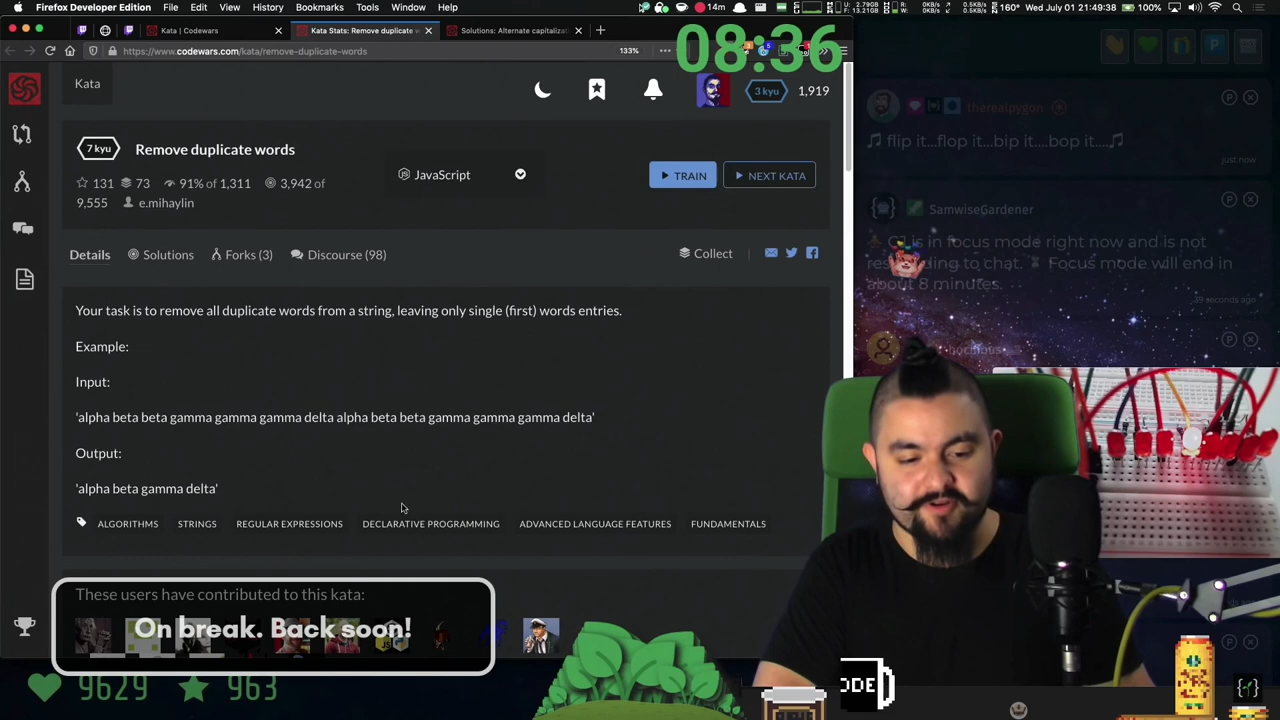 Firefox Developer Edition File Edit View History Bookmarks Tools Window Help
14m
160° Wed July 01 21:49:38 100%
Kata | Codewars
Kata Stats: Remove duplicate w
Solutions: Alternate capitalizat
https://www.codewars.com/kata/remove-duplicate-words
133%
08:36
Kata
3 kyu
1,919
7 kyu
Remove duplicate words
JavaScript
TRAIN
NEXT KATA
131 73 91% of 1,311 3,942 of
9,555 e.mihaylin
Details Solutions Forks (3) Discourse (98)
Collect
Your task is to remove all duplicate words from a string, leaving only single (first) words entries.
Example:
Input:
'alpha beta beta gamma gamma gamma delta alpha beta beta gamma gamma gamma delta'
Output:
'alpha beta gamma delta'
ALGORITHMS STRINGS REGULAR EXPRESSIONS DECLARATIVE PROGRAMMING ADVANCED LANGUAGE FEATURES FUNDAMENTALS
These users have contributed to this kata:
On break. Back soon!
9629 963
therealpygon
flip it...flop it...bip it....bop it....
just now
SamwiseGardener
CJ is in focus mode right now and is not
responding to chat. Focus mode will end in
about 8 minutes.
ODE